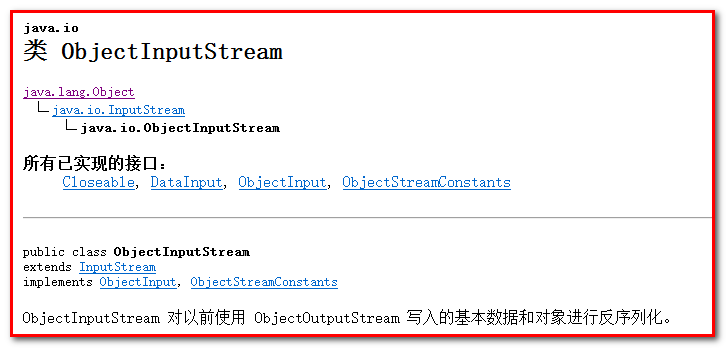 java.io
类 ObjectInputStream
java.lang.Object
java.io.InputStream
java.io.ObjectInputStream
所有已实现的接口：
Closeable, DataInput, ObjectInput, ObjectStreamConstants
public class ObjectInputStream
extends InputStream
implements ObjectInput, ObjectStreamConstants
ObjectInputStream 对以前使用 ObjectOutputStream 写入的基本数据和对象进行反序列化。